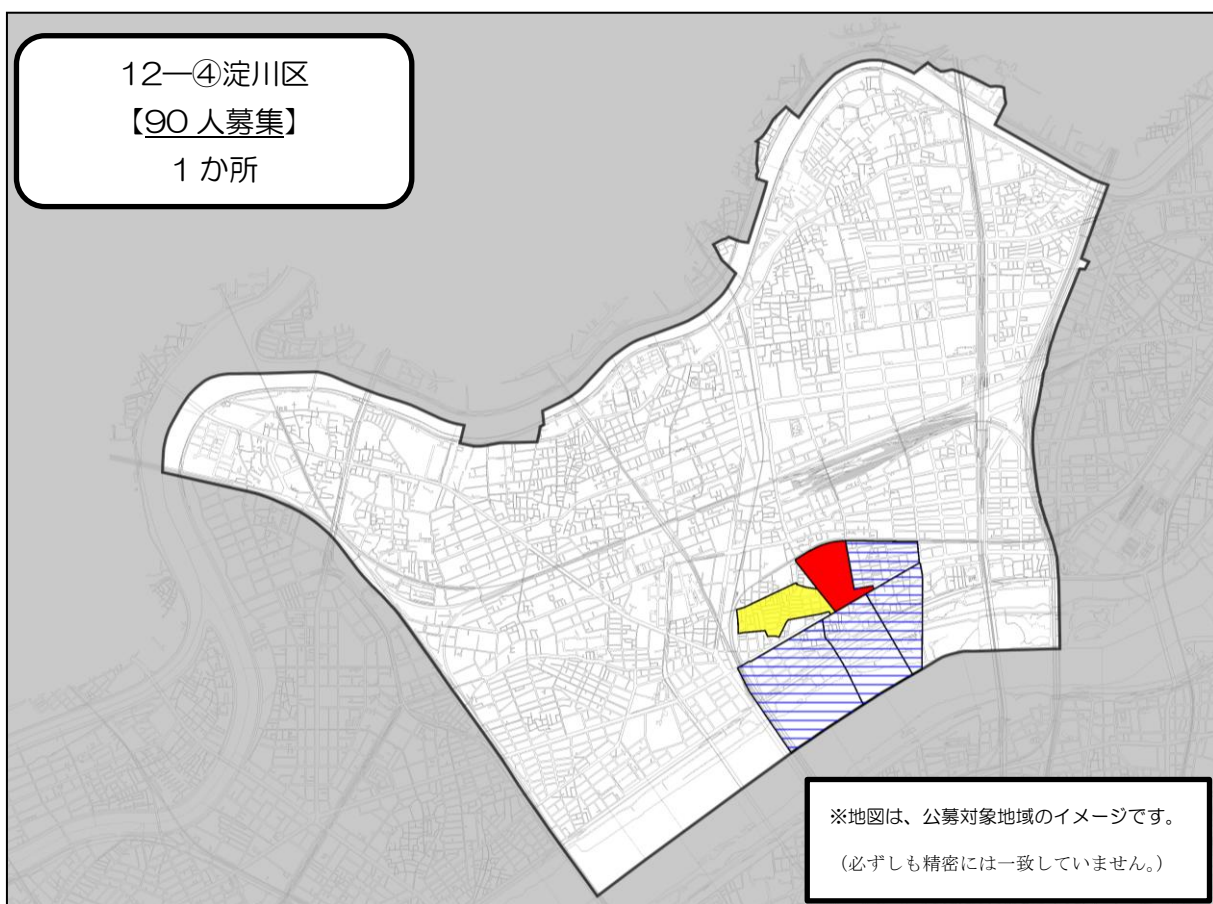 12―④淀川区
【90人募集】
1か所
※地図は、公募対象地域のイメージです。
（必ずしも精密には一致していません。）